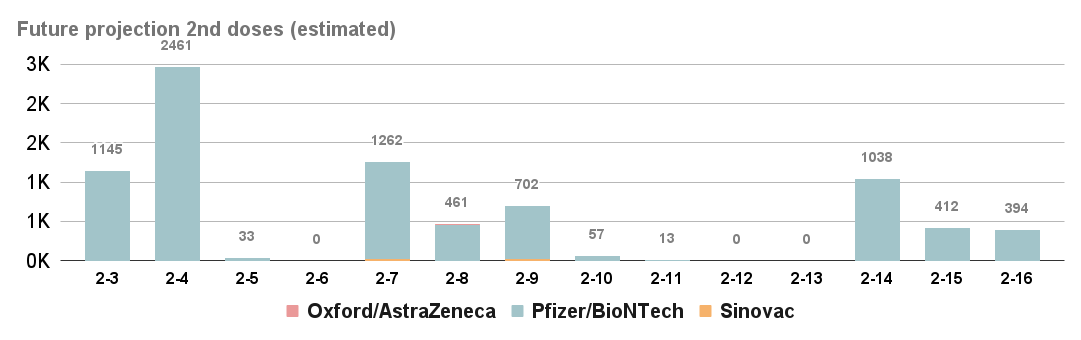 Future projection 2nd doses (estimated)
3K
2K
2K
1K
1K
0K
1145
2461
33
0
1262
461
702
57
13
0
0
1038
412
394
2-3 2-4 2-5 2-6 2-7 2-8 2-9 2-10 2-11 2-12 2-13 2-14 2-15 2-16
Oxford/AstraZeneca Pfizer/BioNTech Sinovac